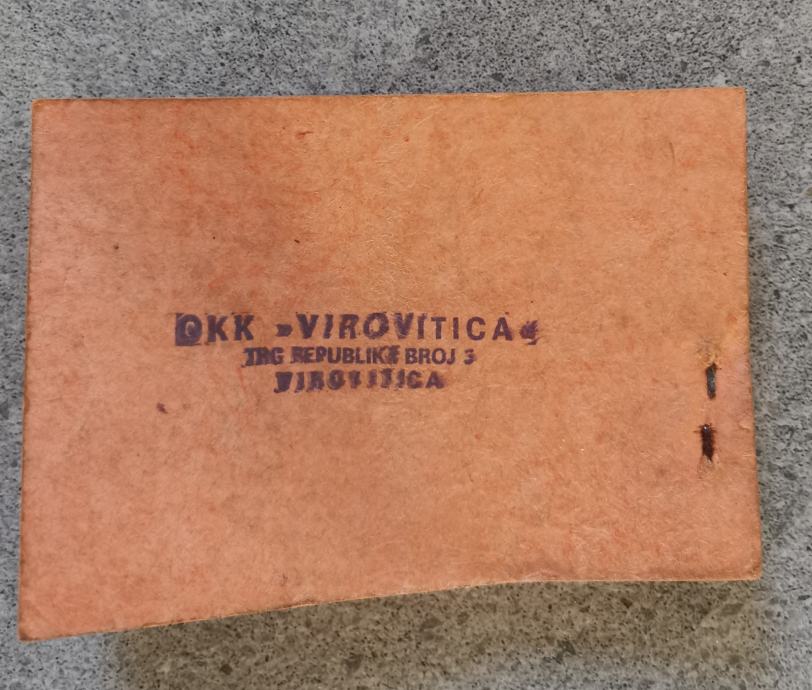 OKK »VIROVITICA«
TRG REPUBLIKE BROJ 3
VIROVITICA